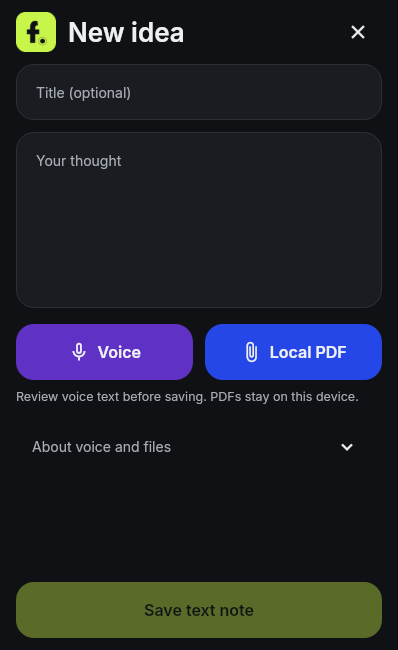 f.
New idea
Title (optional)
Your thought
Voice
Local PDF
Review voice text before saving. PDFs stay on this device.
About voice and files
Save text note